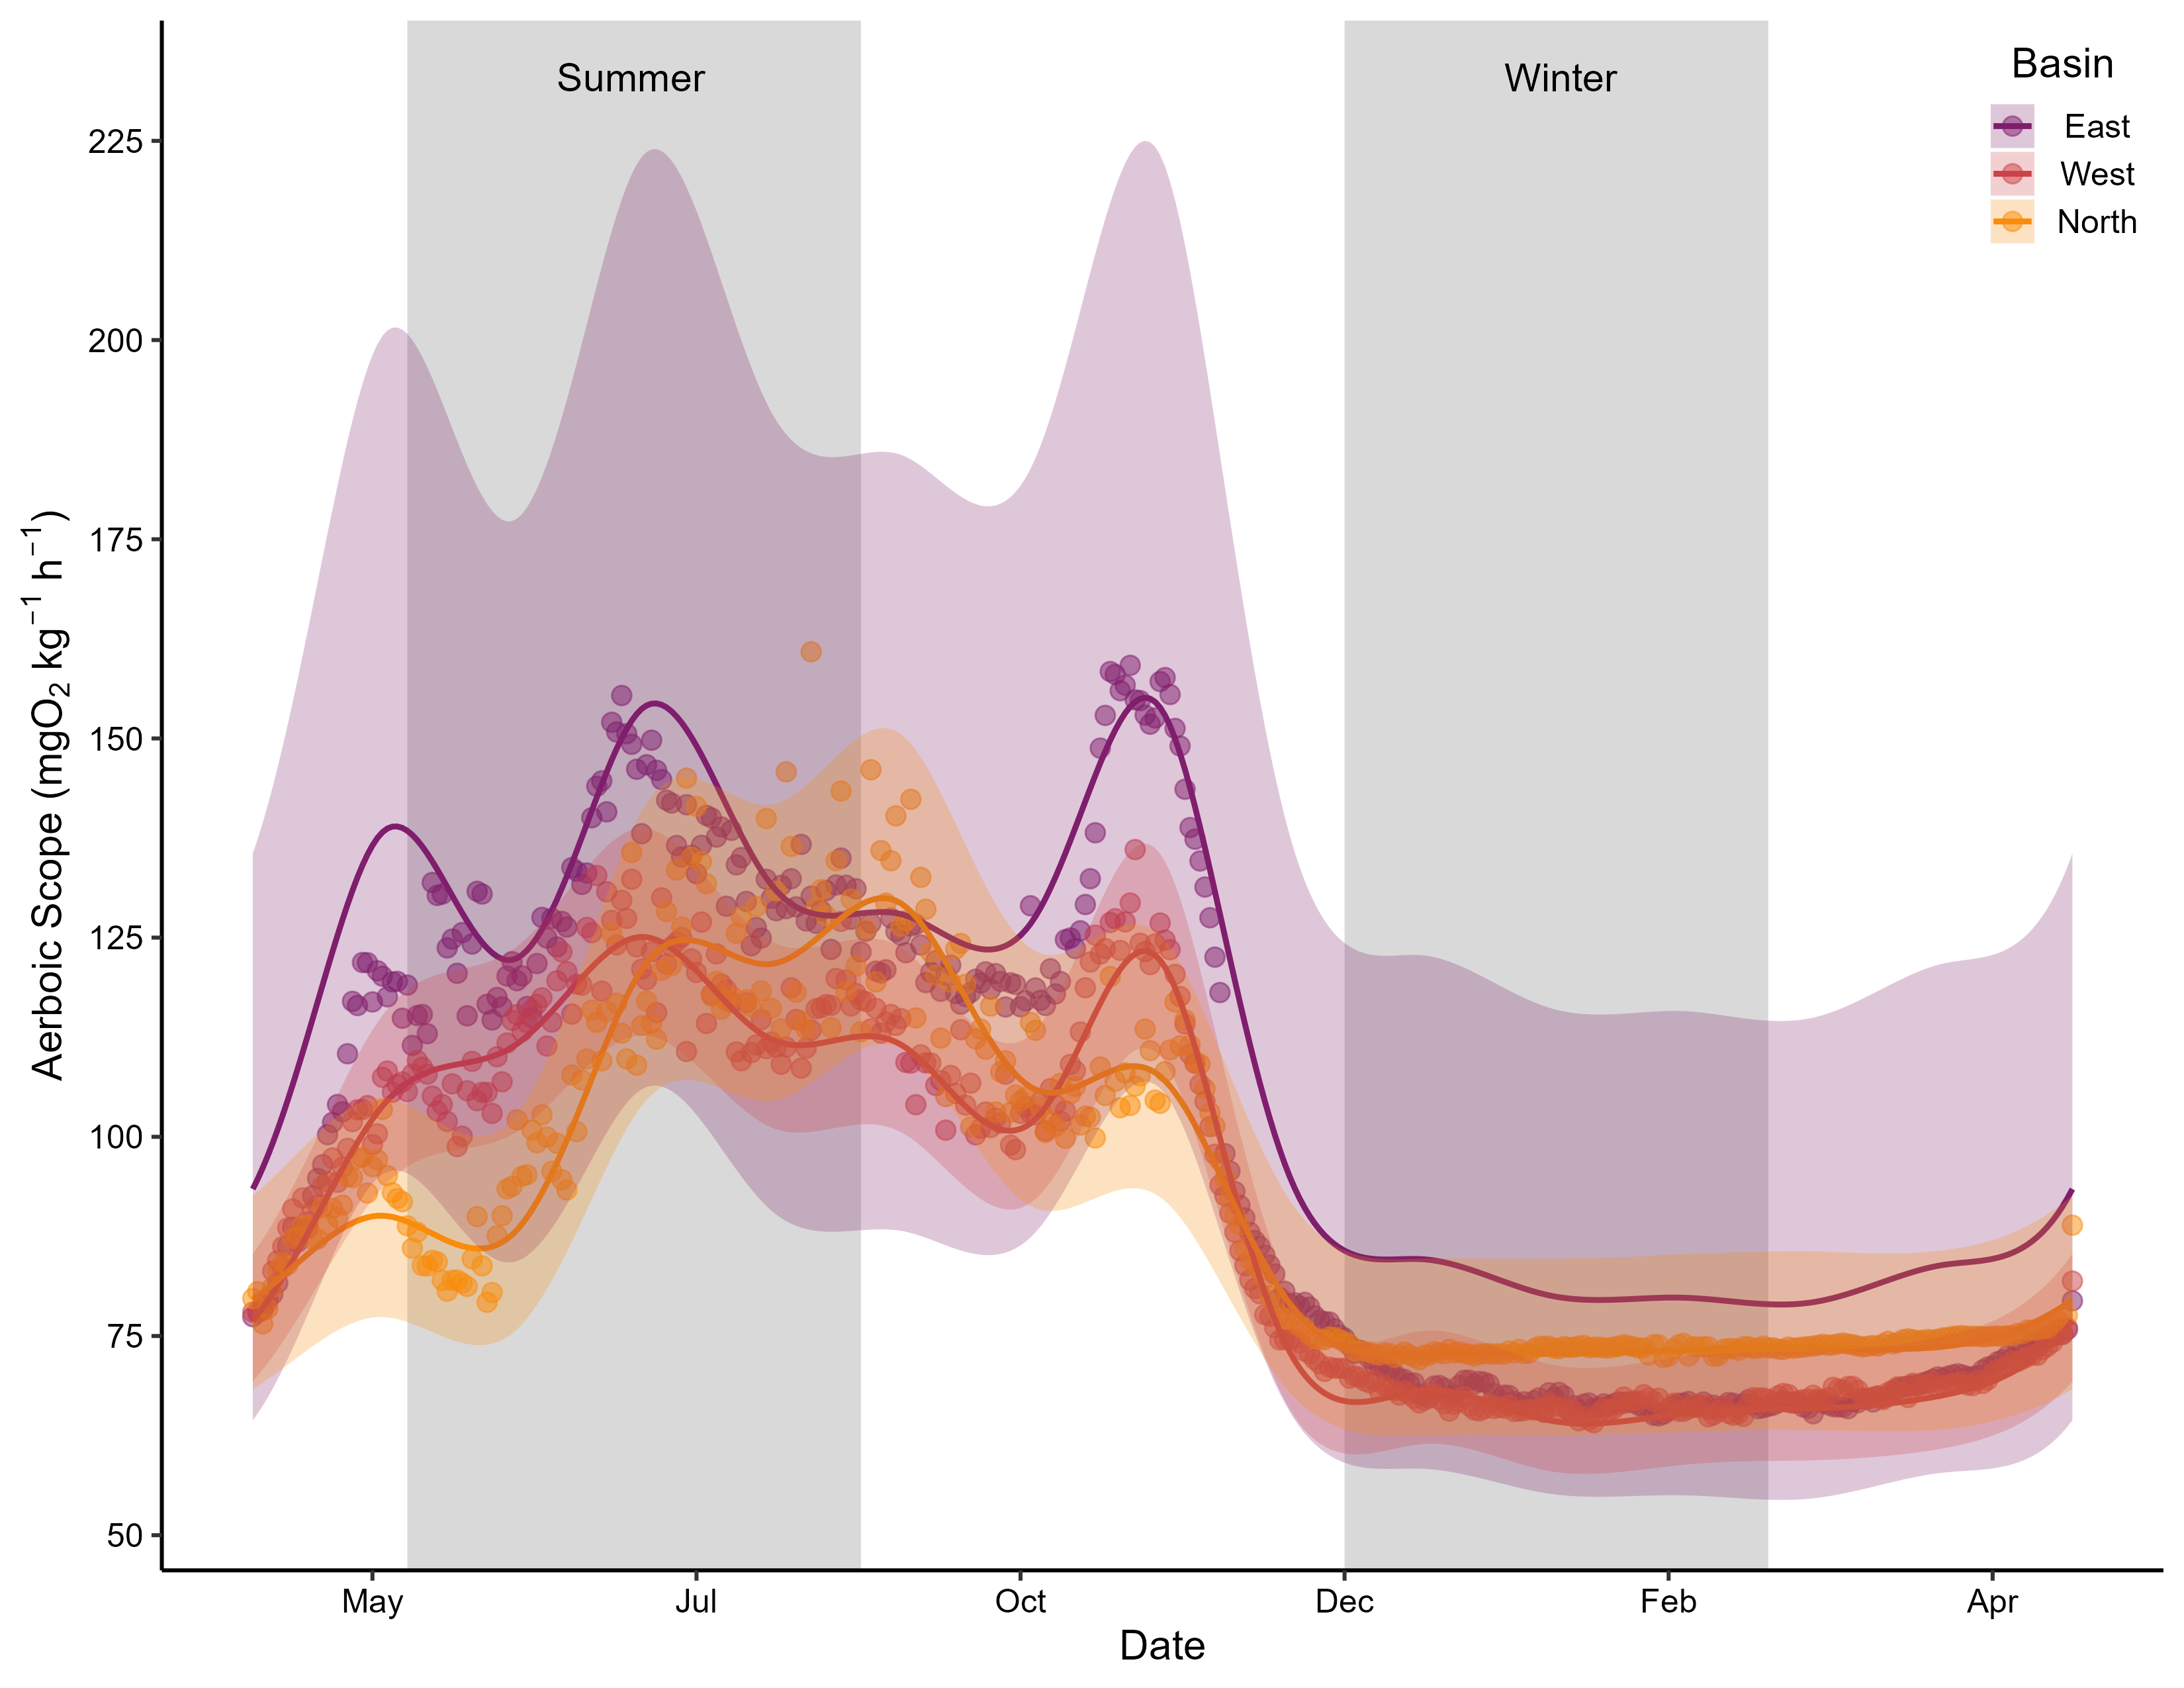 Summer
Winter
Basin
East
West
North
225
200
175
150
125
100
75
50
Aerboic Scope (mgO₂ kg⁻¹ h⁻¹)
May
Jul
Oct
Dec
Feb
Apr
Date